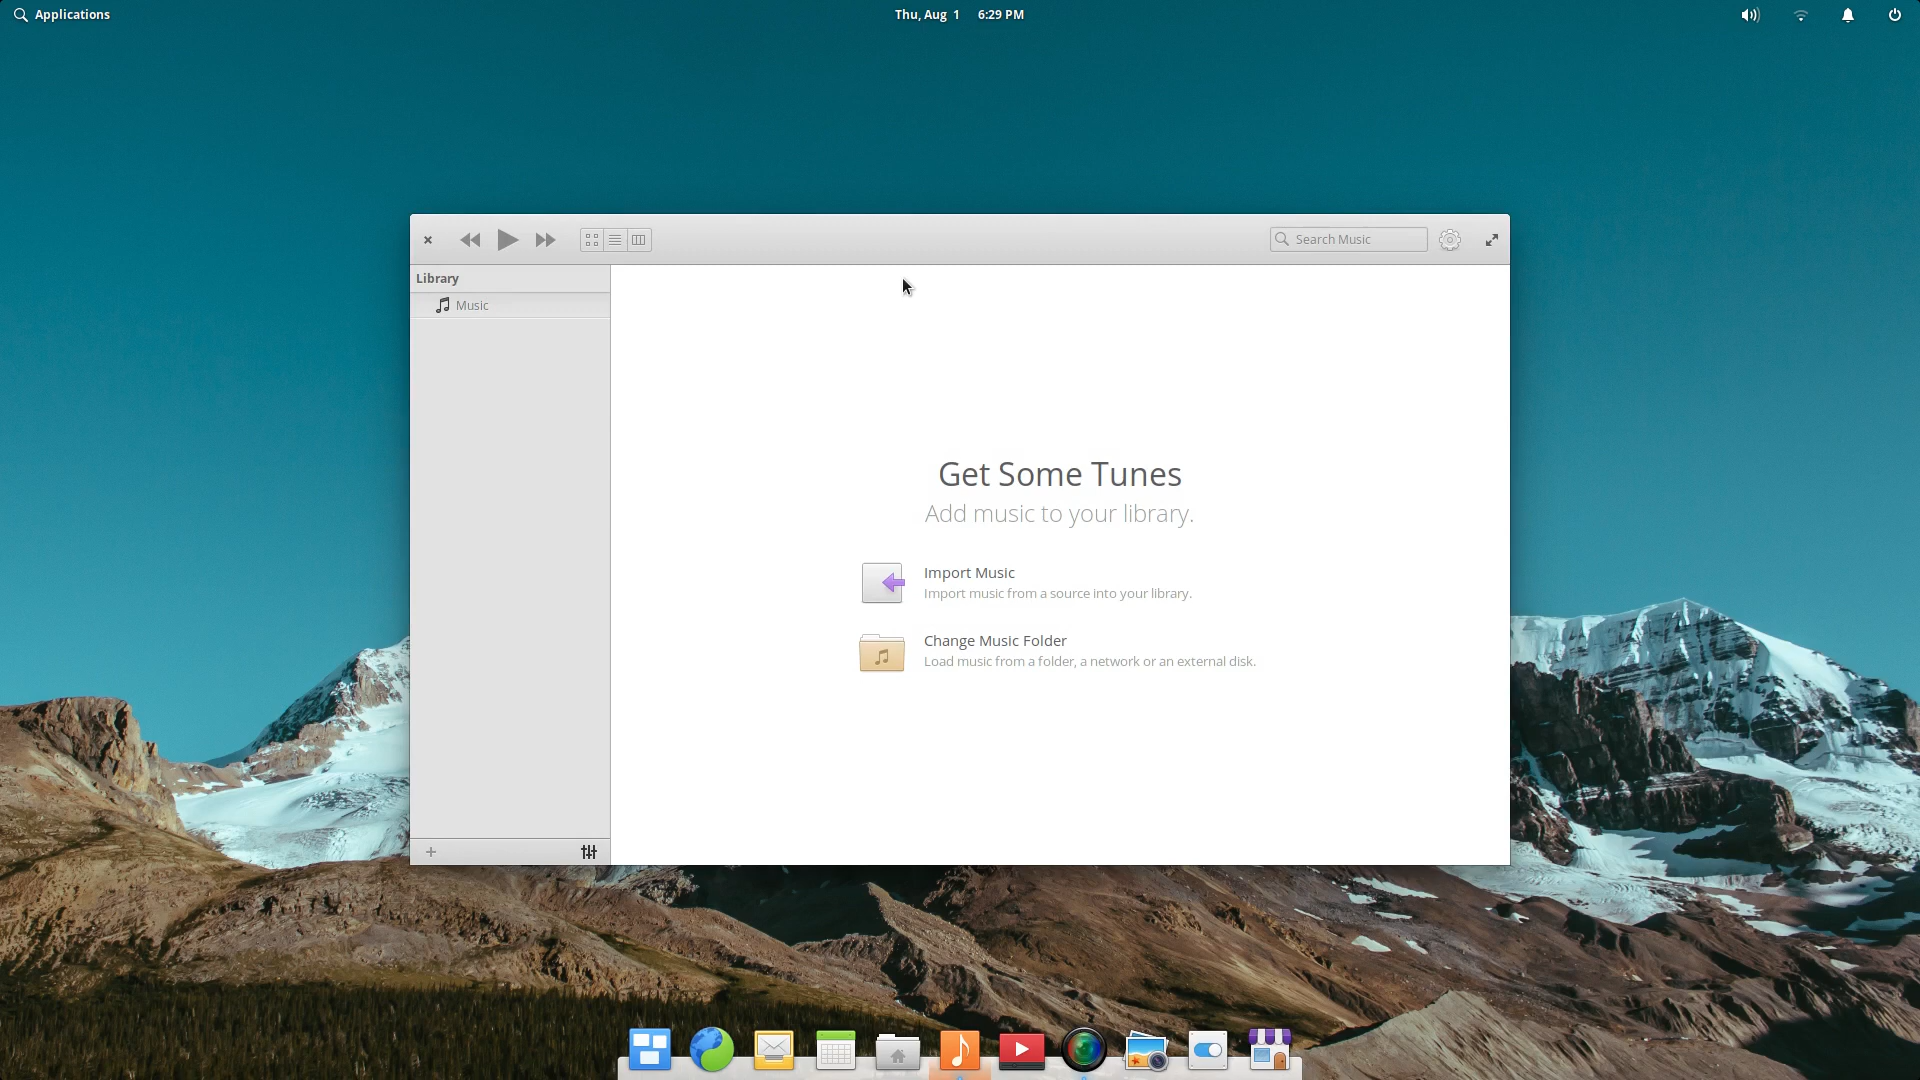 Applications
Thu, Aug 1 6:29 PM
Search Music
Library
Music
Get Some Tunes
Add music to your library.
Import Music
Import music from a source into your library.
Change Music Folder
Load music from a folder, a network or an external disk.